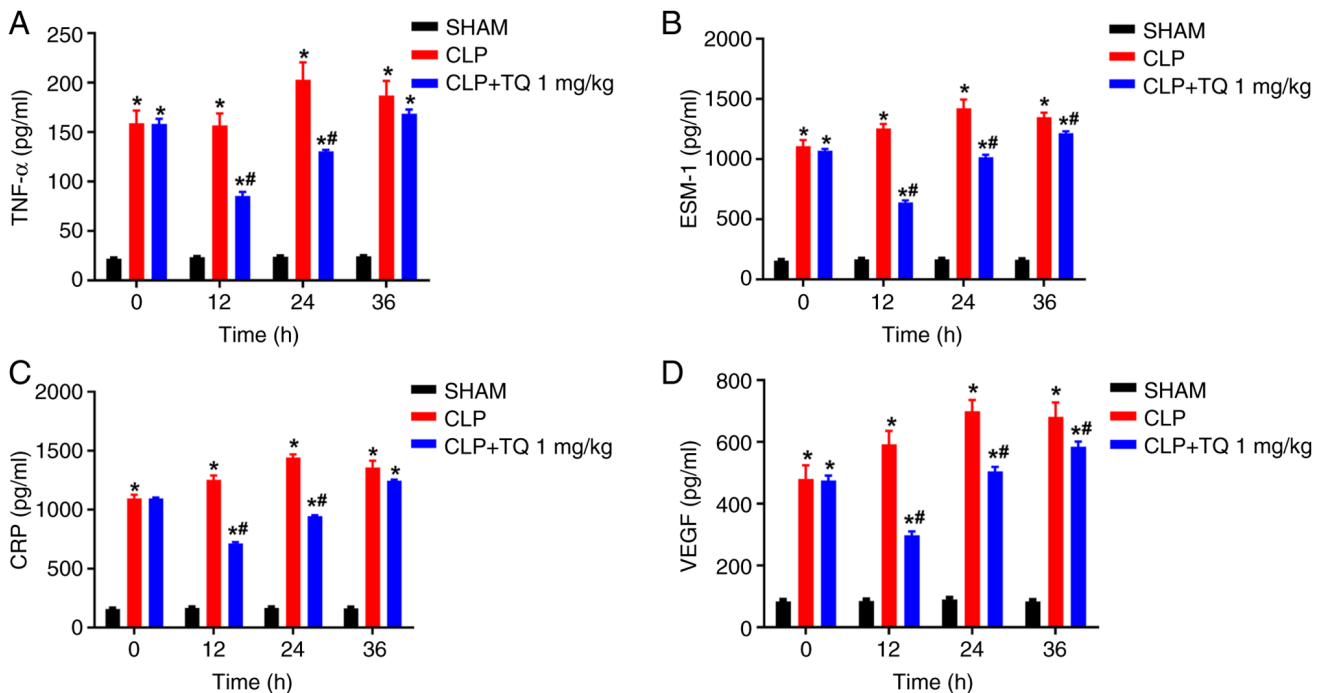 A
TNF-α (pg/ml)
250
200
150
100
50
0
* * * *# * *# * *
0 12 24 36
Time (h)
SHAM
CLP
CLP+TQ 1 mg/kg
B
ESM-1 (pg/ml)
2000
1500
1000
500
0
* * * *# * *# * *#
0 12 24 36
Time (h)
SHAM
CLP
CLP+TQ 1 mg/kg
C
CRP (pg/ml)
2000
1500
1000
500
0
* * *# * *# * *
0 12 24 36
Time (h)
SHAM
CLP
CLP+TQ 1 mg/kg
D
VEGF (pg/ml)
800
600
400
200
0
* * * *# * *# * *#
0 12 24 36
Time (h)
SHAM
CLP
CLP+TQ 1 mg/kg